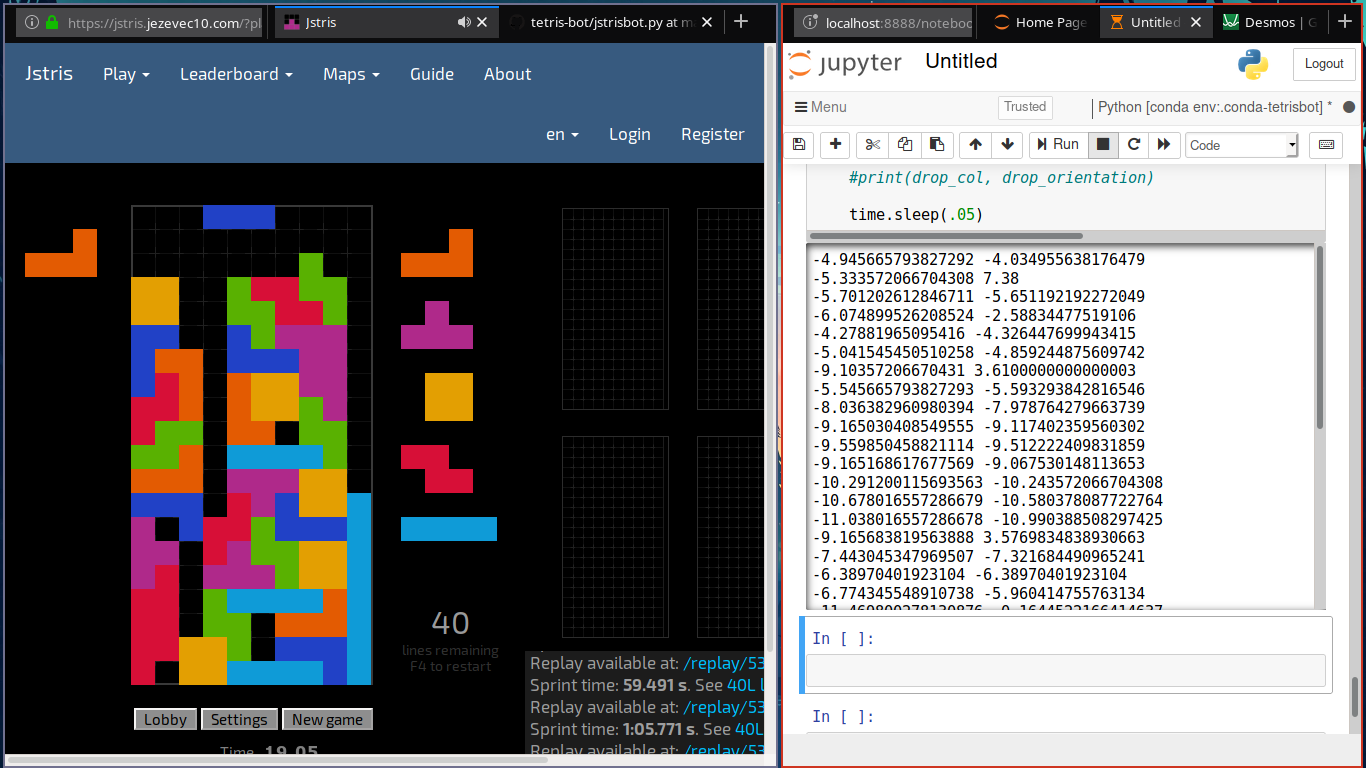 https://jstris.jezevec10.com/?pl
Jstris
tetris-bot/jstrisbot.py at ma
Jstris
Play
Leaderboard
Maps
Guide
About
en
Login
Register
40
lines remaining
F4 to restart
Lobby
Settings
New game
Time 19.05
Replay available at: /replay/53
Sprint time: 59.491 s. See 40L l
Replay available at: /replay/53
Sprint time: 1:05.771 s. See 40L
Replay available at: /replay/53
localhost:8888/notebooc
Home Page
Untitled
Desmos | G
jupyter
Untitled
Logout
Menu
Trusted
Python [conda env:.conda-tetrisbot] *
Run
Code
#print(drop_col, drop_orientation)
time.sleep(.05)
-4.945665793827292 -4.034955638176479
-5.333572066704308 7.38
-5.701202612846711 -5.651192192272049
-6.074899526208524 -2.58834477519106
-4.27881965095416 -4.326447699943415
-5.041545450510258 -4.859244875609742
-9.10357206670431 3.6100000000000003
-5.545665793827293 -5.593293842816546
-8.036382960980394 -7.978764279663739
-9.165030408549555 -9.117402359560302
-9.559850458821114 -9.512222409831859
-9.165168617677569 -9.067530148113653
-10.291200115693563 -10.243572066704308
-10.678016557286679 -10.580378087722764
-11.038016557286678 -10.990388508297425
-9.165683819563888 3.5769834838930663
-7.443045347969507 -7.321684490965241
-6.38970401923104 -6.38970401923104
-6.774345548910738 -5.960414755763134
In [ ]:
In [ ]: